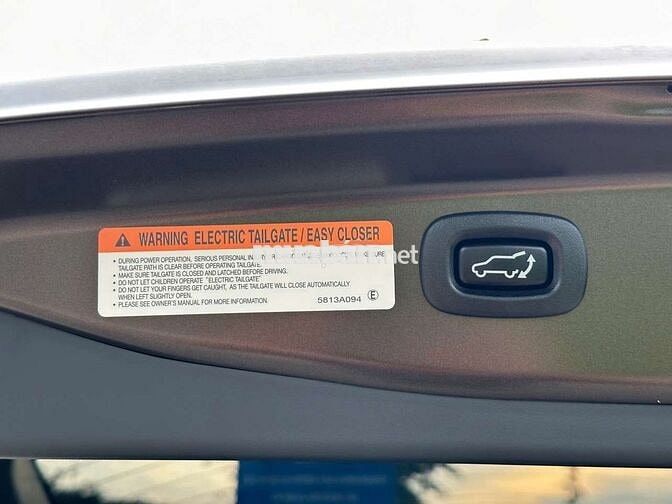 WARNING ELECTRIC TAILGATE / EASY CLOSER
• DURING POWER OPERATION, SERIOUS PERSONAL
TAILGATE PATH IS CLEAR BEFORE OPERATING TAILGATE.
• MAKE SURE TAILGATE IS CLOSED AND LATCHED BEFORE DRIVING.
• DO NOT LET CHILDREN OPERATE "ELECTRIC TAILGATE".
• DO NOT LET YOUR FINGERS GET CAUGHT, AS THE TAILGATE WILL CLOSE AUTOMATICALLY
WHEN LEFT SLIGHTLY OPEN.
• PLEASE SEE OWNER'S MANUAL FOR MORE INFORMATION.
5813A094 E